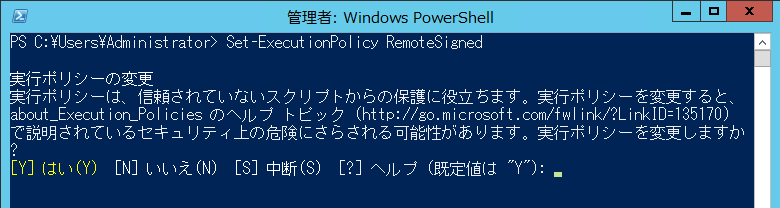 管理者: Windows PowerShell
PS C:¥Users¥Administrator> Set-ExecutionPolicy RemoteSigned
実行ポリシーの変更
実行ポリシーは、信頼されていないスクリプトからの保護に役立ちます。実行ポリシーを変更すると、
about_Execution_Policies のヘルプ トピック (http://go.microsoft.com/fwlink/?LinkID=135170)
で説明されているセキュリティ上の危険にさらされる可能性があります。実行ポリシーを変更しますか
?
[Y] はい(Y)  [N] いいえ(N)  [S] 中断(S)  [?] ヘルプ (既定値は "Y"):